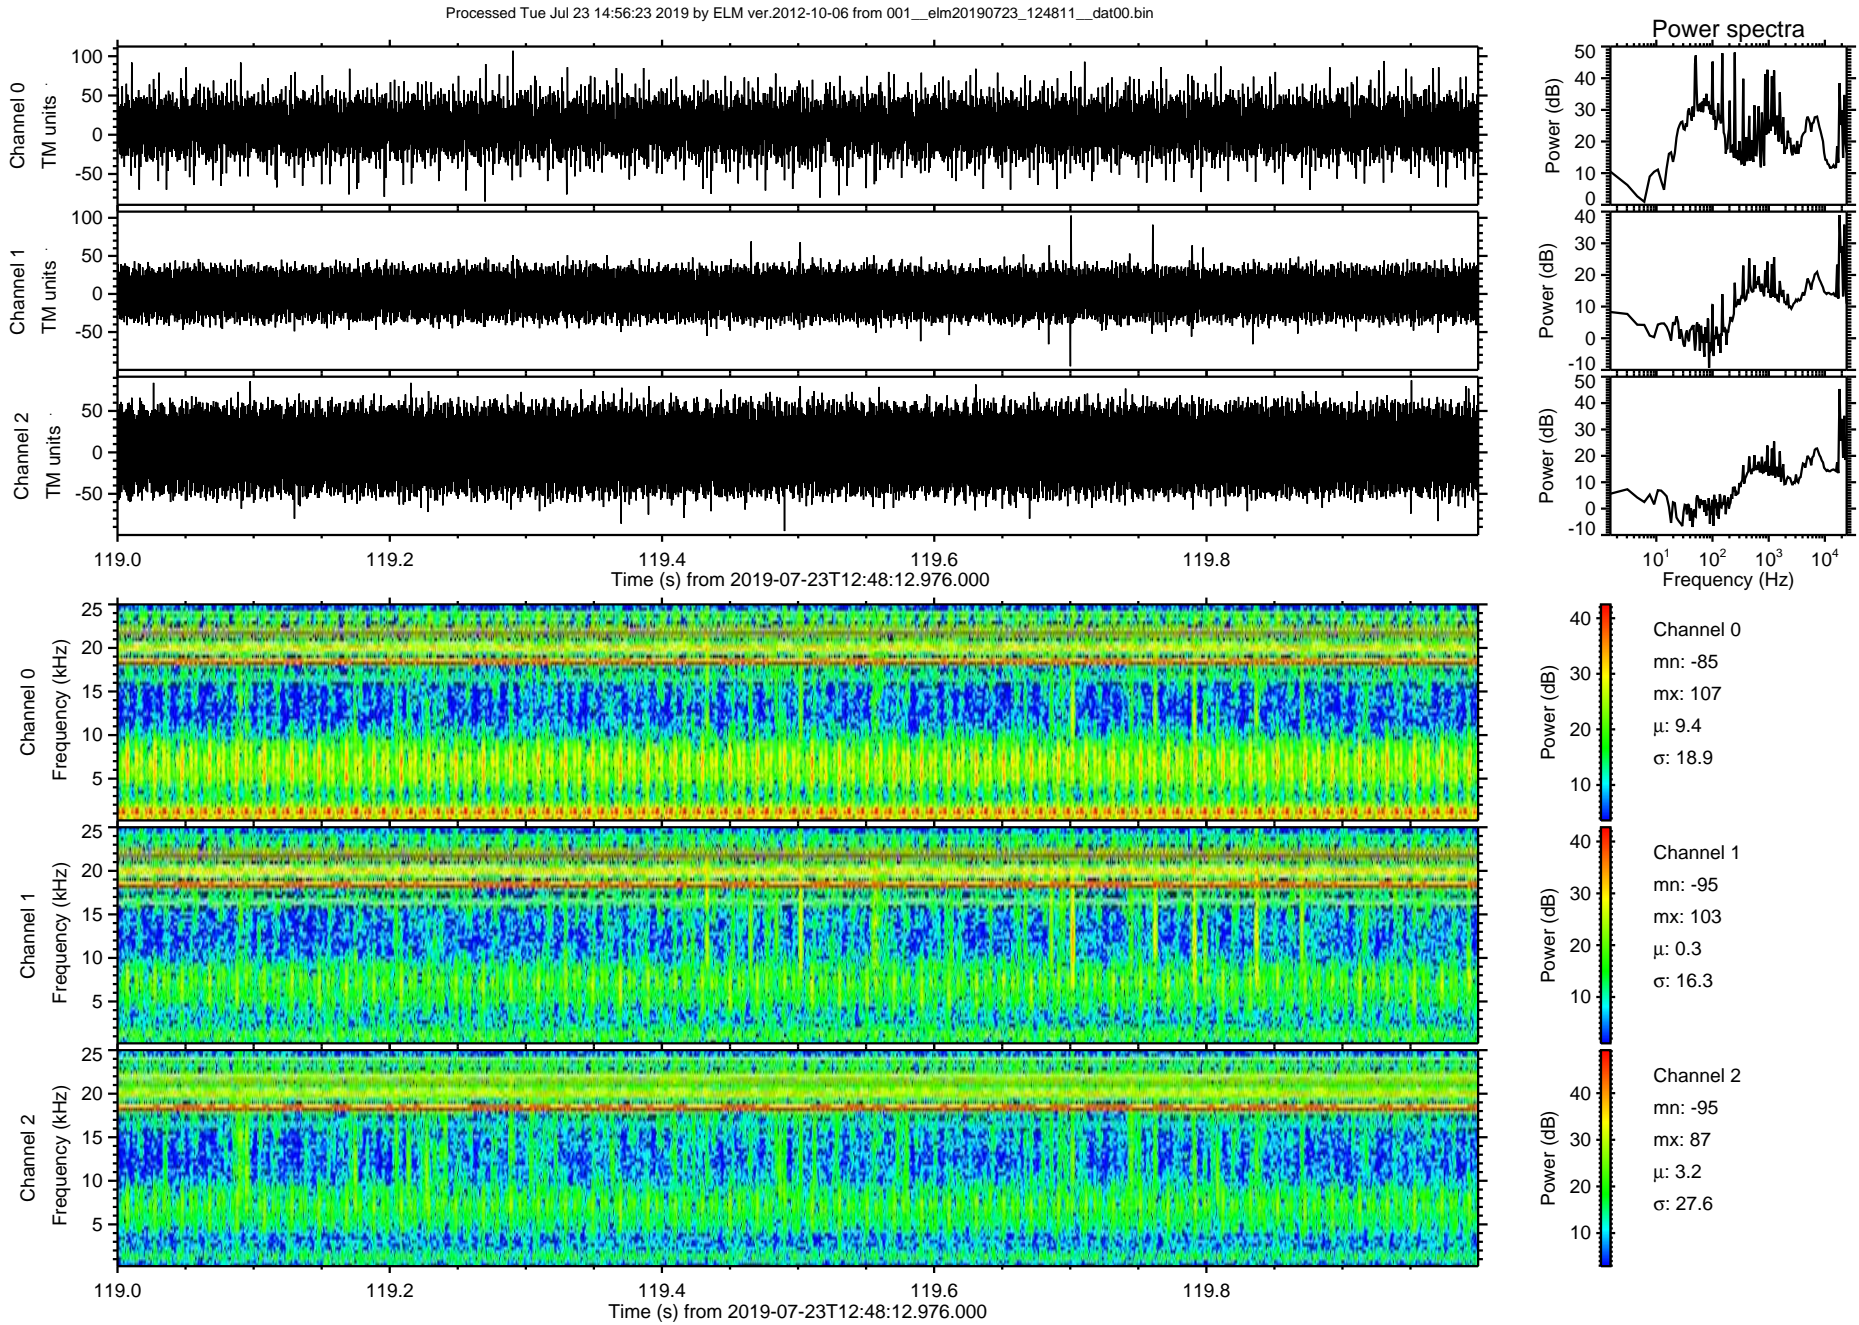 Processed Tue Jul 23 14:56:23 2019 by ELM ver.2012-10-06 from 001__elm20190723_124811__dat00.bin
Power spectra
Channel 0
TM units
100
50
0
-50
Power (dB)
50
40
30
20
10
0
Channel 1
TM units
100
50
0
-50
Power (dB)
40
30
20
10
0
-10
Channel 2
TM units
50
0
-50
Power (dB)
50
40
30
20
10
0
-10
119.0 119.2 119.4 119.6 119.8
Time (s) from 2019-07-23T12:48:12.976.000
10¹ 10² 10³ 10⁴
Frequency (Hz)
Channel 0
Frequency (kHz)
25
20
15
10
5
Power (dB)
40
30
20
10
Channel 0
mn: -85
mx: 107
μ: 9.4
σ: 18.9
Channel 1
Frequency (kHz)
25
20
15
10
5
Power (dB)
40
30
20
10
Channel 1
mn: -95
mx: 103
μ: 0.3
σ: 16.3
Channel 2
Frequency (kHz)
25
20
15
10
5
Power (dB)
40
30
20
10
Channel 2
mn: -95
mx: 87
μ: 3.2
σ: 27.6
119.0 119.2 119.4 119.6 119.8
Time (s) from 2019-07-23T12:48:12.976.000